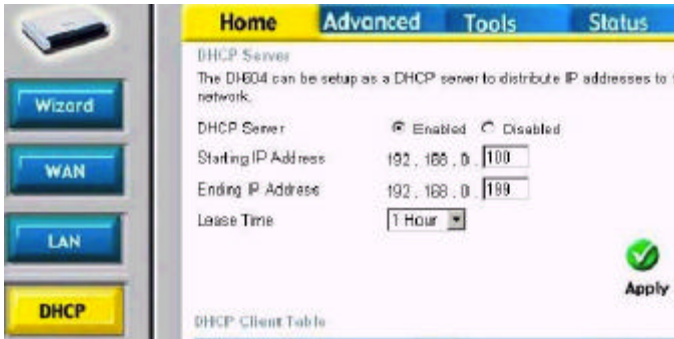 Home Advanced Tools Status
Wizard
WAN
LAN
DHCP
DHCP Server
The DI-604 can be setup as a DHCP server to distribute IP addresses to
network.
DHCP Server Enabled Disabled
Starting IP Address 192 . 168 . 0 . 100
Ending IP Address 192 . 168 . 0 . 199
Lease Time 1 Hour
Apply
DHCP Client Table